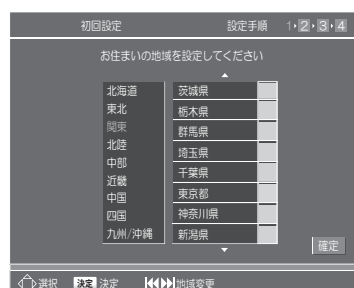 初回設定 設定手順 1・2・3・4
お住まいの地域を設定してください
北海道
東北
関東
北陸
中部
近畿
中国
四国
九州/沖縄
茨城県
栃木県
群馬県
埼玉県
千葉県
東京都
神奈川県
新潟県
確定
選択 決定 決定 地域変更